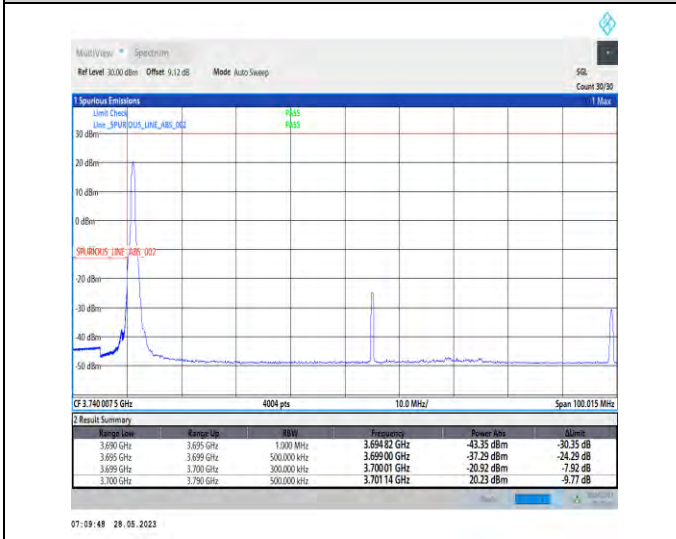 MultiView Spectrum
Ref Level 30.00 dBm Offset 9.12 dB Mode Auto Sweep SGL
Count 30/30
1 Spurious Emissions 1 Max
Limit Check PASS
Line _SPURIOUS_LINE_ABS_002 PASS
30 dBm
20 dBm
10 dBm
0 dBm
_SPURIOUS_LINE_ABS_002
-20 dBm
-30 dBm
-40 dBm
-50 dBm
CF 3.740 007 5 GHz 4004 pts 10.0 MHz/ Span 100.015 MHz
2 Result Summary
Range Low Range Up RBW Frequency Power Abs ΔLimit
3.690 GHz 3.695 GHz 1.000 MHz 3.694 82 GHz -43.35 dBm -30.35 dB
3.695 GHz 3.699 GHz 500.000 kHz 3.699 00 GHz -37.29 dBm -24.29 dB
3.699 GHz 3.700 GHz 300.000 kHz 3.700 01 GHz -20.92 dBm -7.92 dB
3.700 GHz 3.790 GHz 500.000 kHz 3.701 14 GHz 20.23 dBm -9.77 dB
07:09:48 28.05.2023